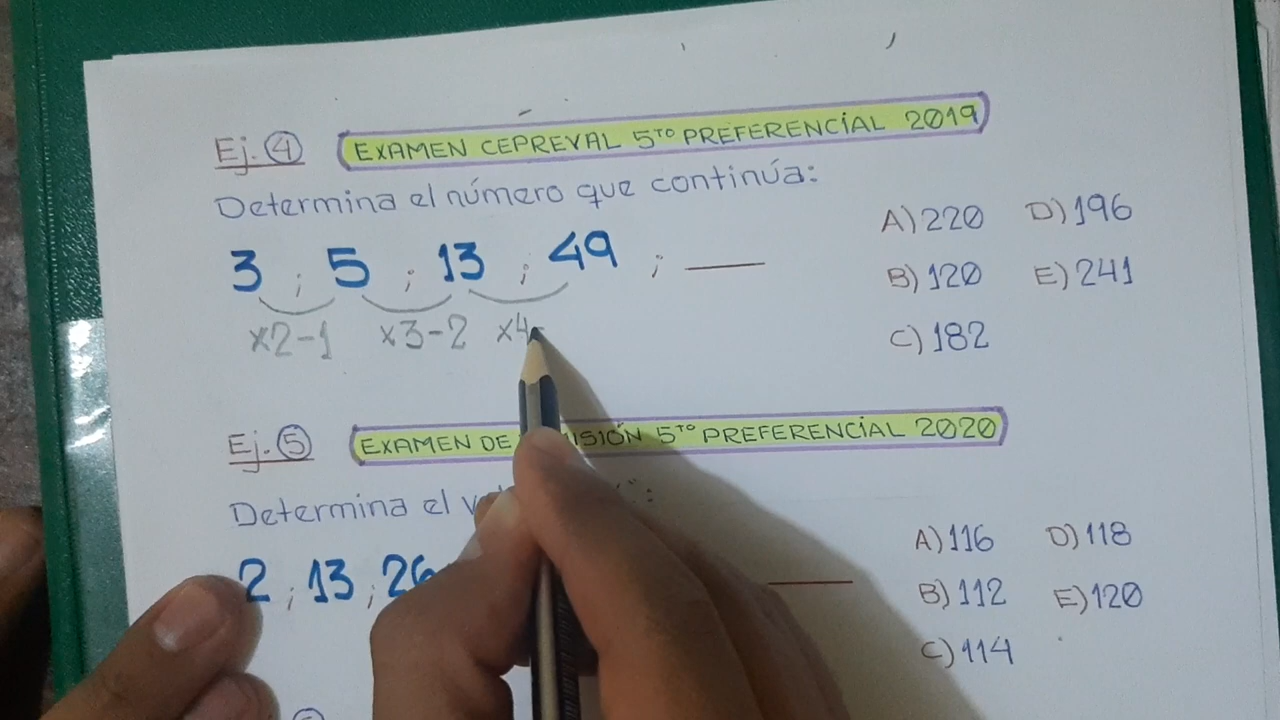 Ej. 4 EXAMEN CEPREVAL 5TO PREFERENCIAL 2019
Determina el número que continúa:
3 ; 5 ; 13 ; 49 ; ___
×2-1 ×3-2 ×4-
A) 220 D) 196
B) 120 E) 241
C) 182
Ej. 5 EXAMEN DE PREFERENCIAL 2020
Determina el
2 ; 13 ; 26
A) 116 D) 118
B) 112 E) 120
C) 114